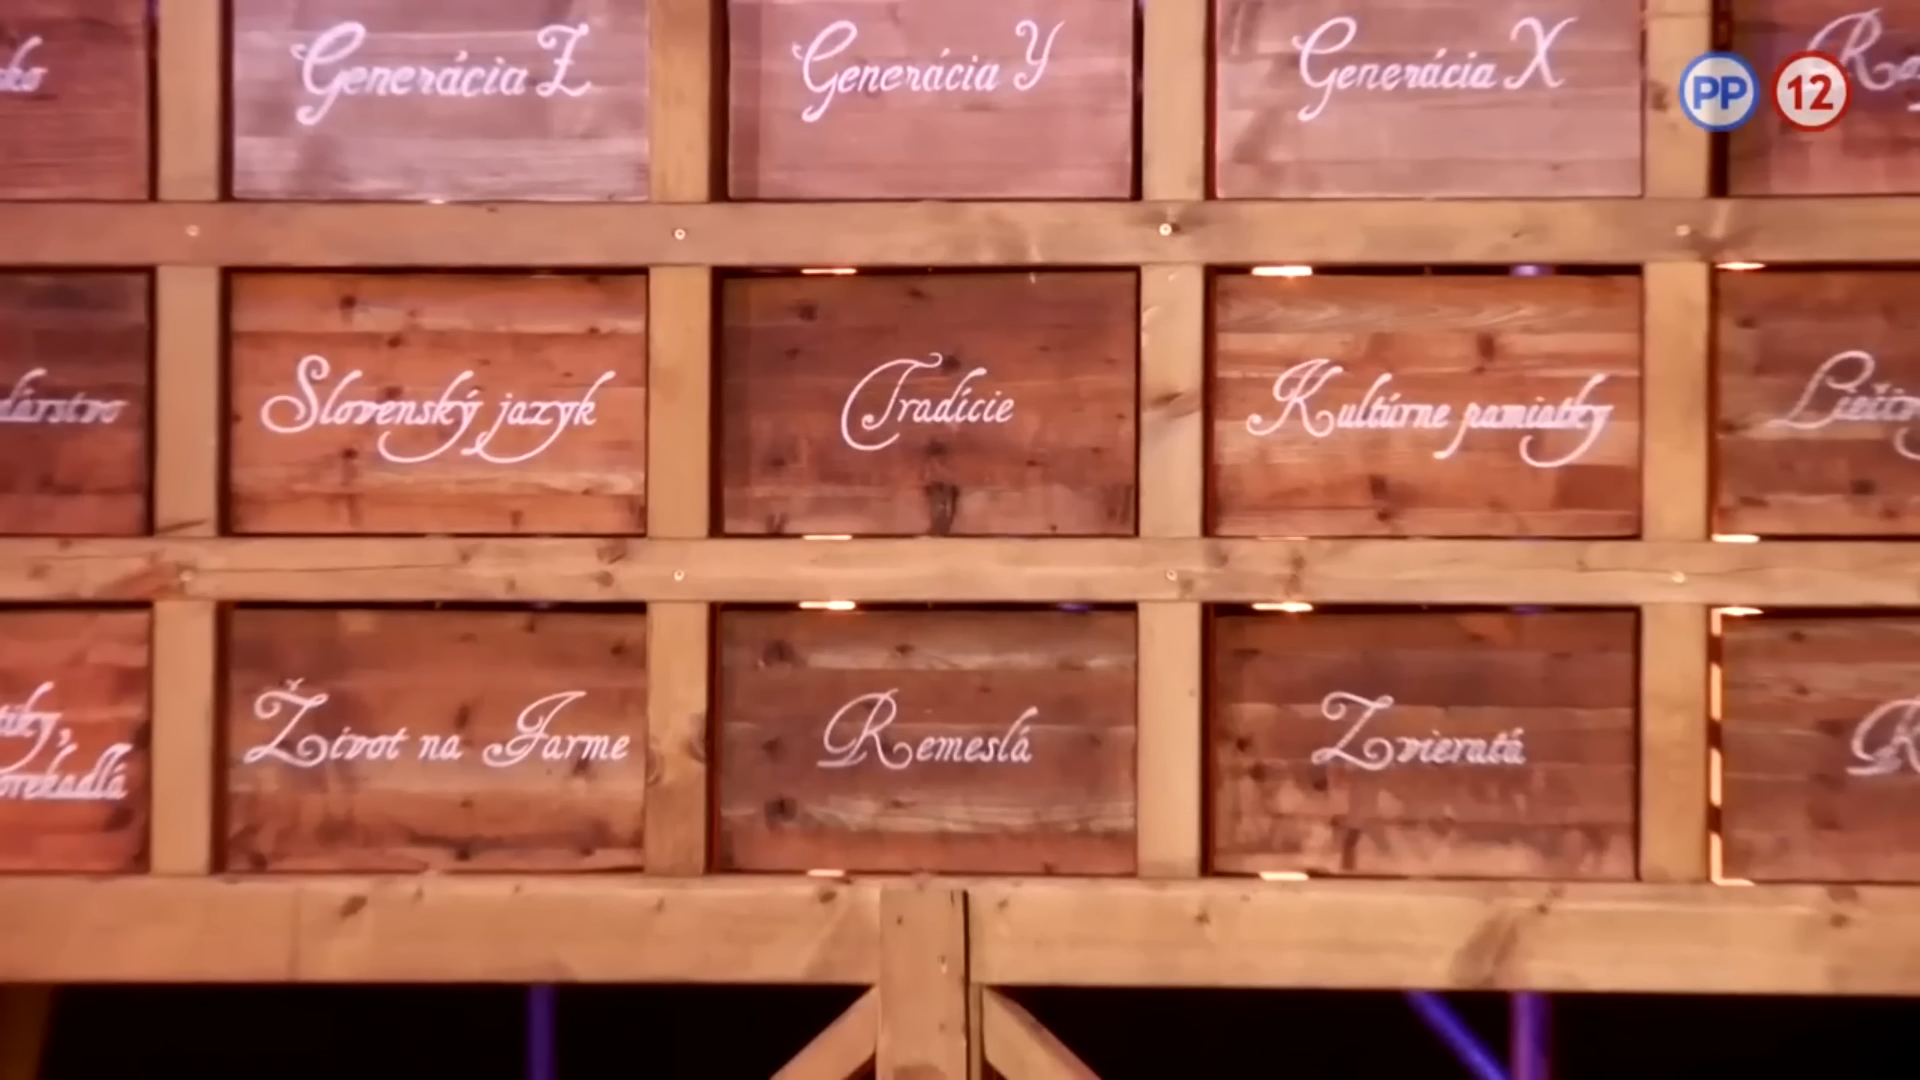 Generácia Z
Generácia Y
Generácia X
PP
12
Slovenský jazyk
Tradície
Kultúrne pamiatky
Život na Farme
Remeslá
Zvieratá